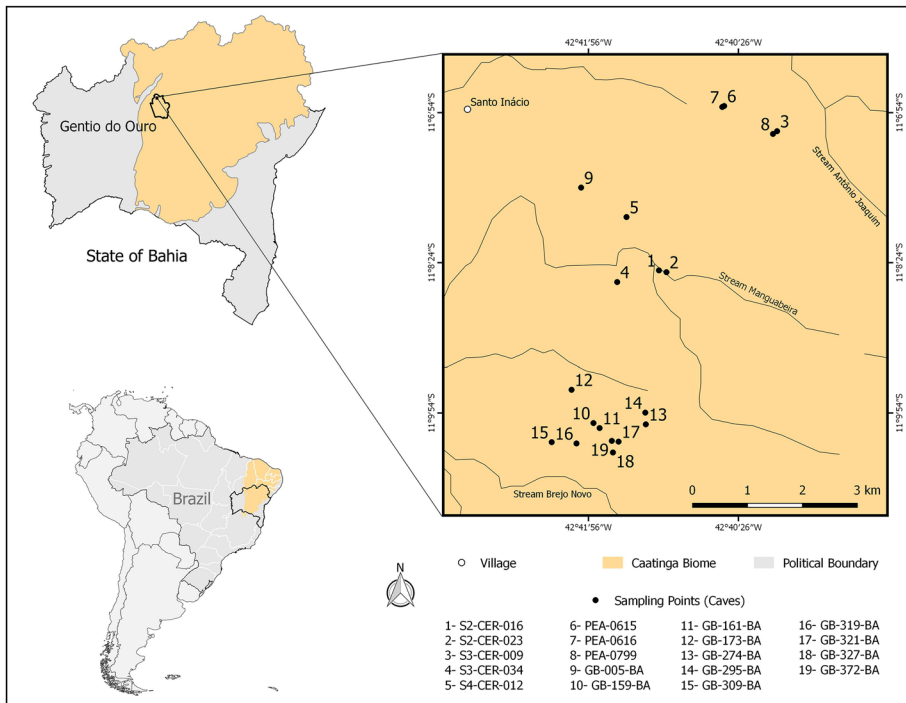 Gentio do Ouro
State of Bahia
Brazil
42°41'56"W
42°40'26"W
11°6'54"S
11°8'24"S
11°9'54"S
11°6'54"S
11°8'24"S
11°9'54"S
Santo Inácio
7 6
8 3
Stream Antônio Joaquim
9
5
1 2
4
Stream Manguabeira
12
14
10 11 13
15 16 17
19
18
Stream Brejo Novo
0 1 2 3 km
42°41'56"W
42°40'26"W
N
Village
Caatinga Biome
Political Boundary
Sampling Points (Caves)
1- S2-CER-016
2- S2-CER-023
3- S3-CER-009
4- S3-CER-034
5- S4-CER-012
6- PEA-0615
7- PEA-0616
8- PEA-0799
9- GB-005-BA
10- GB-159-BA
11- GB-161-BA
12- GB-173-BA
13- GB-274-BA
14- GB-295-BA
15- GB-309-BA
16- GB-319-BA
17- GB-321-BA
18- GB-327-BA
19- GB-372-BA